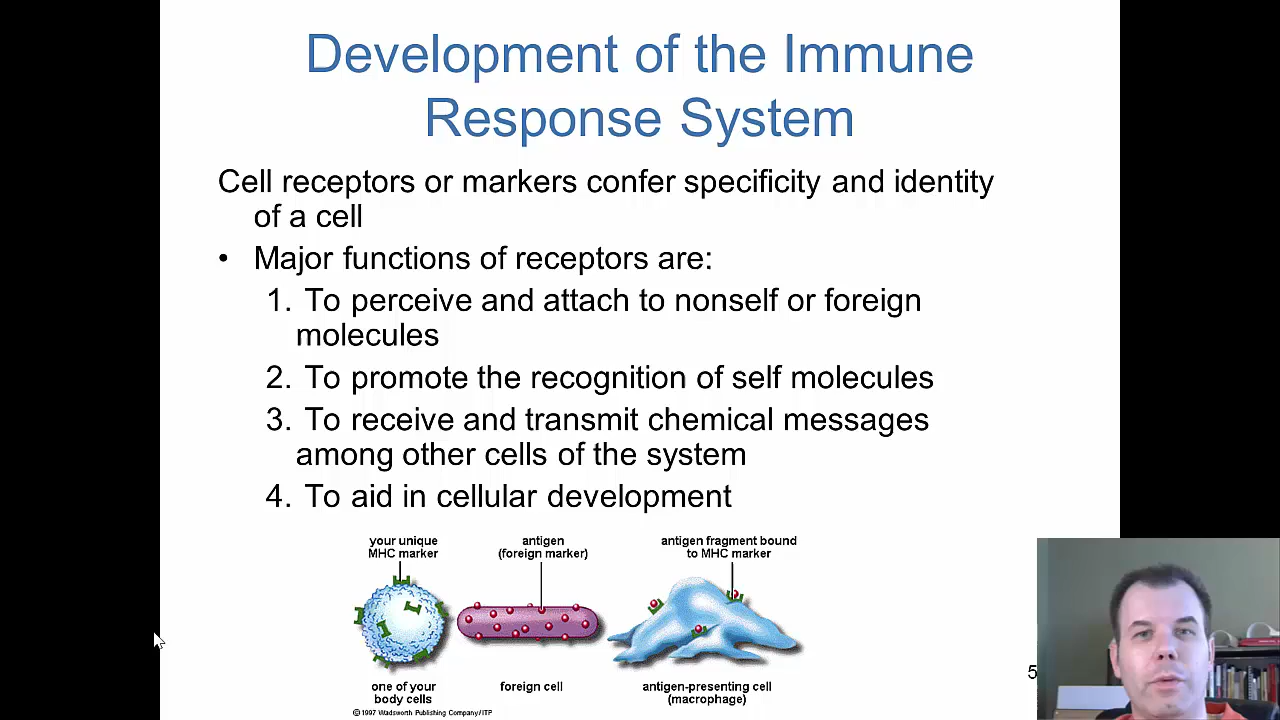 Development of the Immune
Response System
Cell receptors or markers confer specificity and identity
of a cell
• Major functions of receptors are:
1. To perceive and attach to nonself or foreign
molecules
2. To promote the recognition of self molecules
3. To receive and transmit chemical messages
among other cells of the system
4. To aid in cellular development
your unique
MHC marker
antigen
(foreign marker)
antigen fragment bound
to MHC marker
one of your
body cells
foreign cell
antigen-presenting cell
(macrophage)
© 1997 Wadsworth Publishing Company/ITP
5